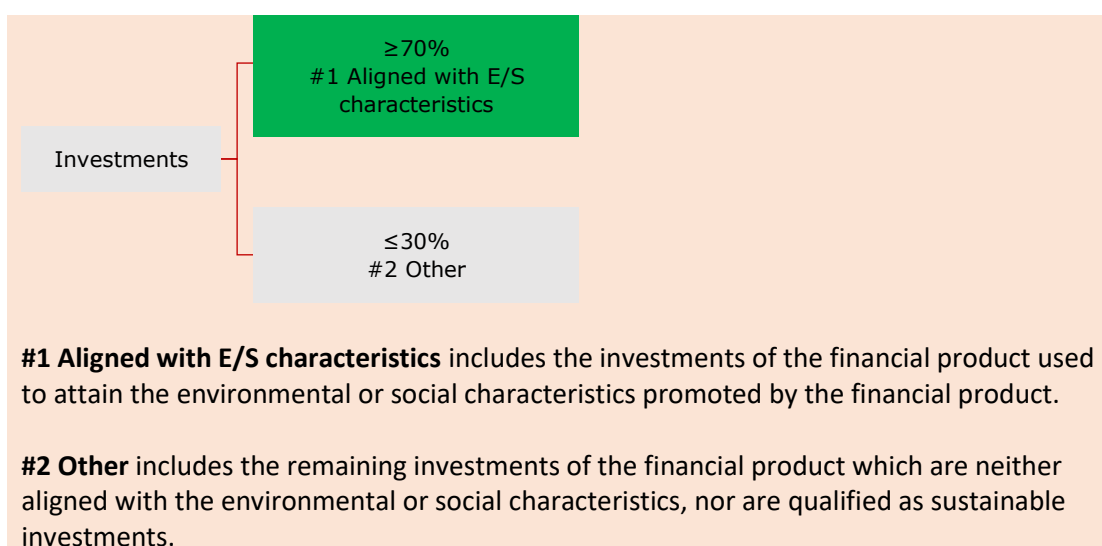 ≥70%
#1 Aligned with E/S
characteristics
Investments
≤30%
#2 Other
#1 Aligned with E/S characteristics includes the investments of the financial product used
to attain the environmental or social characteristics promoted by the financial product.
#2 Other includes the remaining investments of the financial product which are neither
aligned with the environmental or social characteristics, nor are qualified as sustainable
investments.